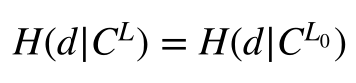 H(d|C^L) = H(d|C^{L_0})